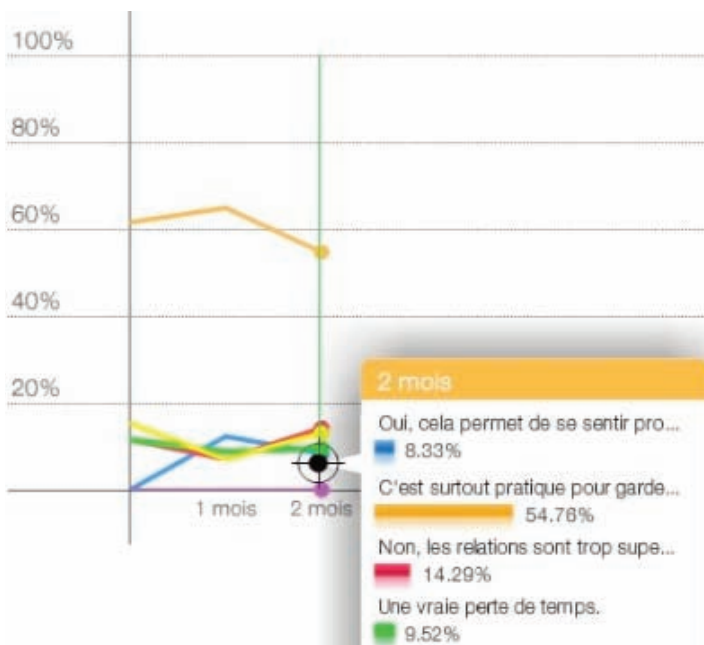 100%
80%
60%
40%
20%
1 mois 2 mois
2 mois
Oui, cela permet de se sentir pro...
8.33%
C'est surtout pratique pour garde...
54.76%
Non, les relations sont trop supe...
14.29%
Une vraie perte de temps.
9.52%